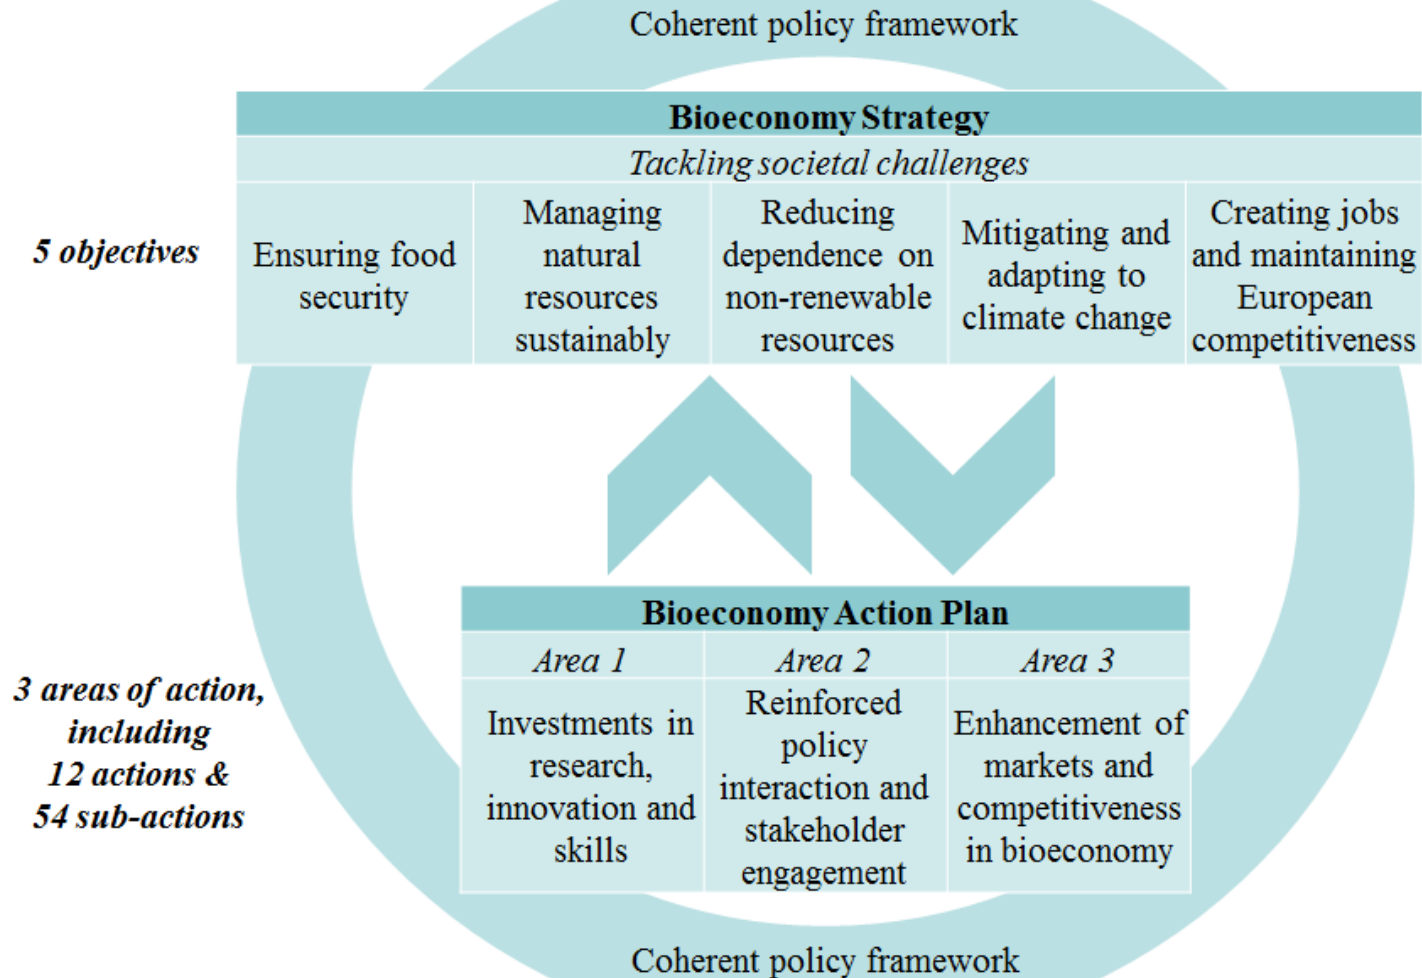 Coherent policy framework
Bioeconomy Strategy
Tackling societal challenges
5 objectives
Ensuring food
security
Managing
natural
resources
sustainably
Reducing
dependence on
non-renewable
resources
Mitigating and
adapting to
climate change
Creating jobs
and maintaining
European
competitiveness
Bioeconomy Action Plan
3 areas of action,
including
12 actions &
54 sub-actions
Area 1
Investments in
research,
innovation and
skills
Area 2
Reinforced
policy
interaction and
stakeholder
engagement
Area 3
Enhancement of
markets and
competitiveness
in bioeconomy
Coherent policy framework